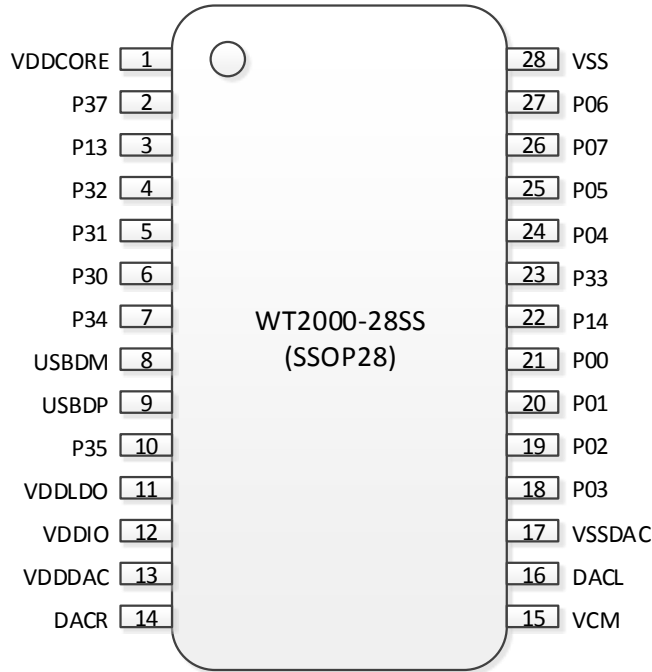 VDDCORE 1 28 VSS
P37 2 27 P06
P13 3 26 P07
P32 4 25 P05
P31 5 24 P04
P30 6 23 P33
P34 7 22 P14
WT2000-28SS
(SSOP28)
USBDM 8 21 P00
USBDP 9 20 P01
P35 10 19 P02
VDDLDO 11 18 P03
VDDIO 12 17 VSSDAC
VDDDAC 13 16 DACL
DACR 14 15 VCM